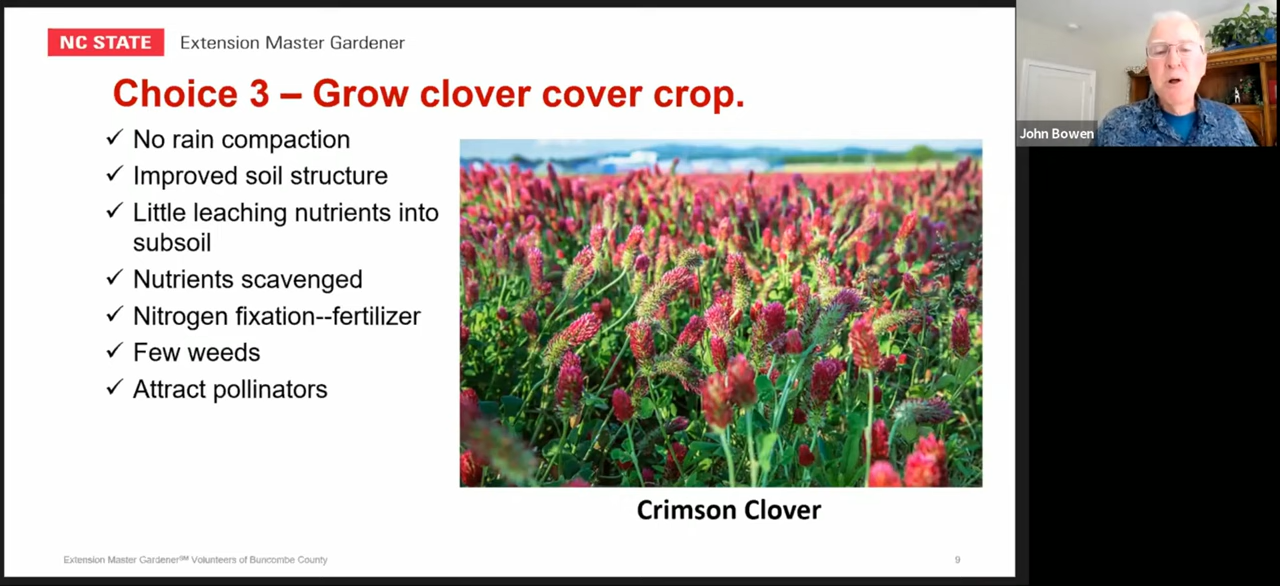 NC STATE Extension Master Gardener
Choice 3 – Grow clover cover crop.
✓ No rain compaction
✓ Improved soil structure
✓ Little leaching nutrients into
subsoil
✓ Nutrients scavenged
✓ Nitrogen fixation--fertilizer
✓ Few weeds
✓ Attract pollinators
Crimson Clover
Extension Master Gardener℠ Volunteers of Buncombe County
9
John Bowen